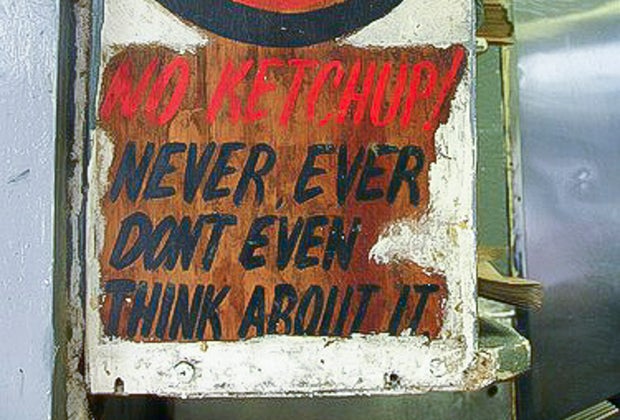 NO KETCHUP!
NEVER, EVER
DONT EVEN
THINK ABOUT IT